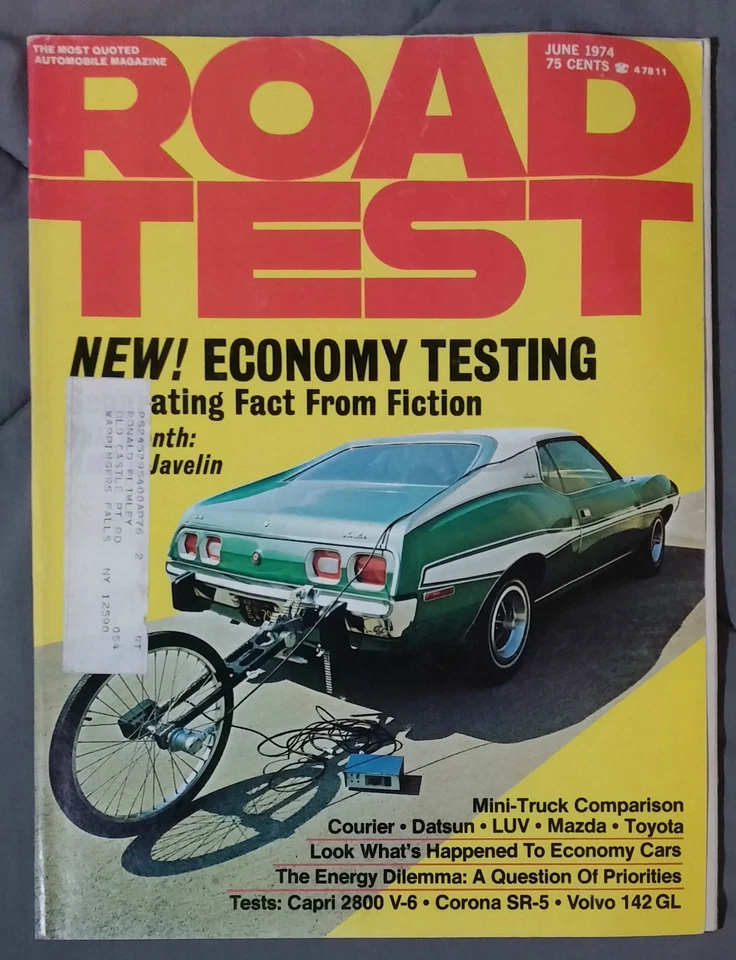 THE MOST QUOTED
AUTOMOBILE MAGAZINE
JUNE 1974
75 CENTS 47811
ROAD
TEST
NEW! ECONOMY TESTING
ating Fact From Fiction
nth:
Javelin
RONALD BLIMLEY
OLD CASTLE PT RD
WAPPINGERS FALLS NY 12590
054
Mini-Truck Comparison
Courier • Datsun • LUV • Mazda • Toyota
Look What's Happened To Economy Cars
The Energy Dilemma: A Question Of Priorities
Tests: Capri 2800 V-6 • Corona SR-5 • Volvo 142 GL